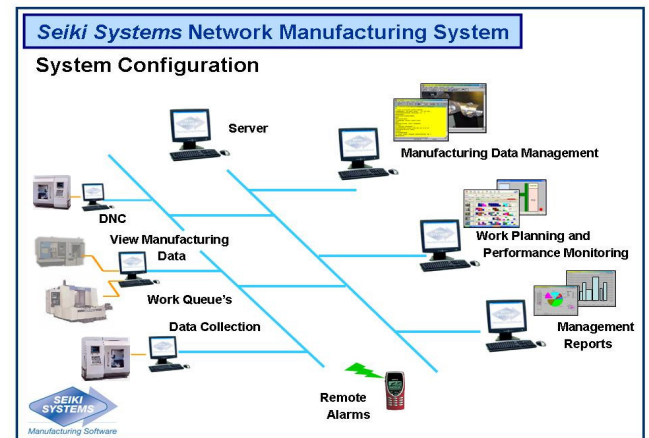 Seiki Systems Network Manufacturing System
System Configuration
Server
Manufacturing Data Management
DNC
View Manufacturing
Data
Work Planning and
Performance Monitoring
Work Queue's
Data Collection
Management
Reports
Remote
Alarms
SEIKI
SYSTEMS
Manufacturing Software